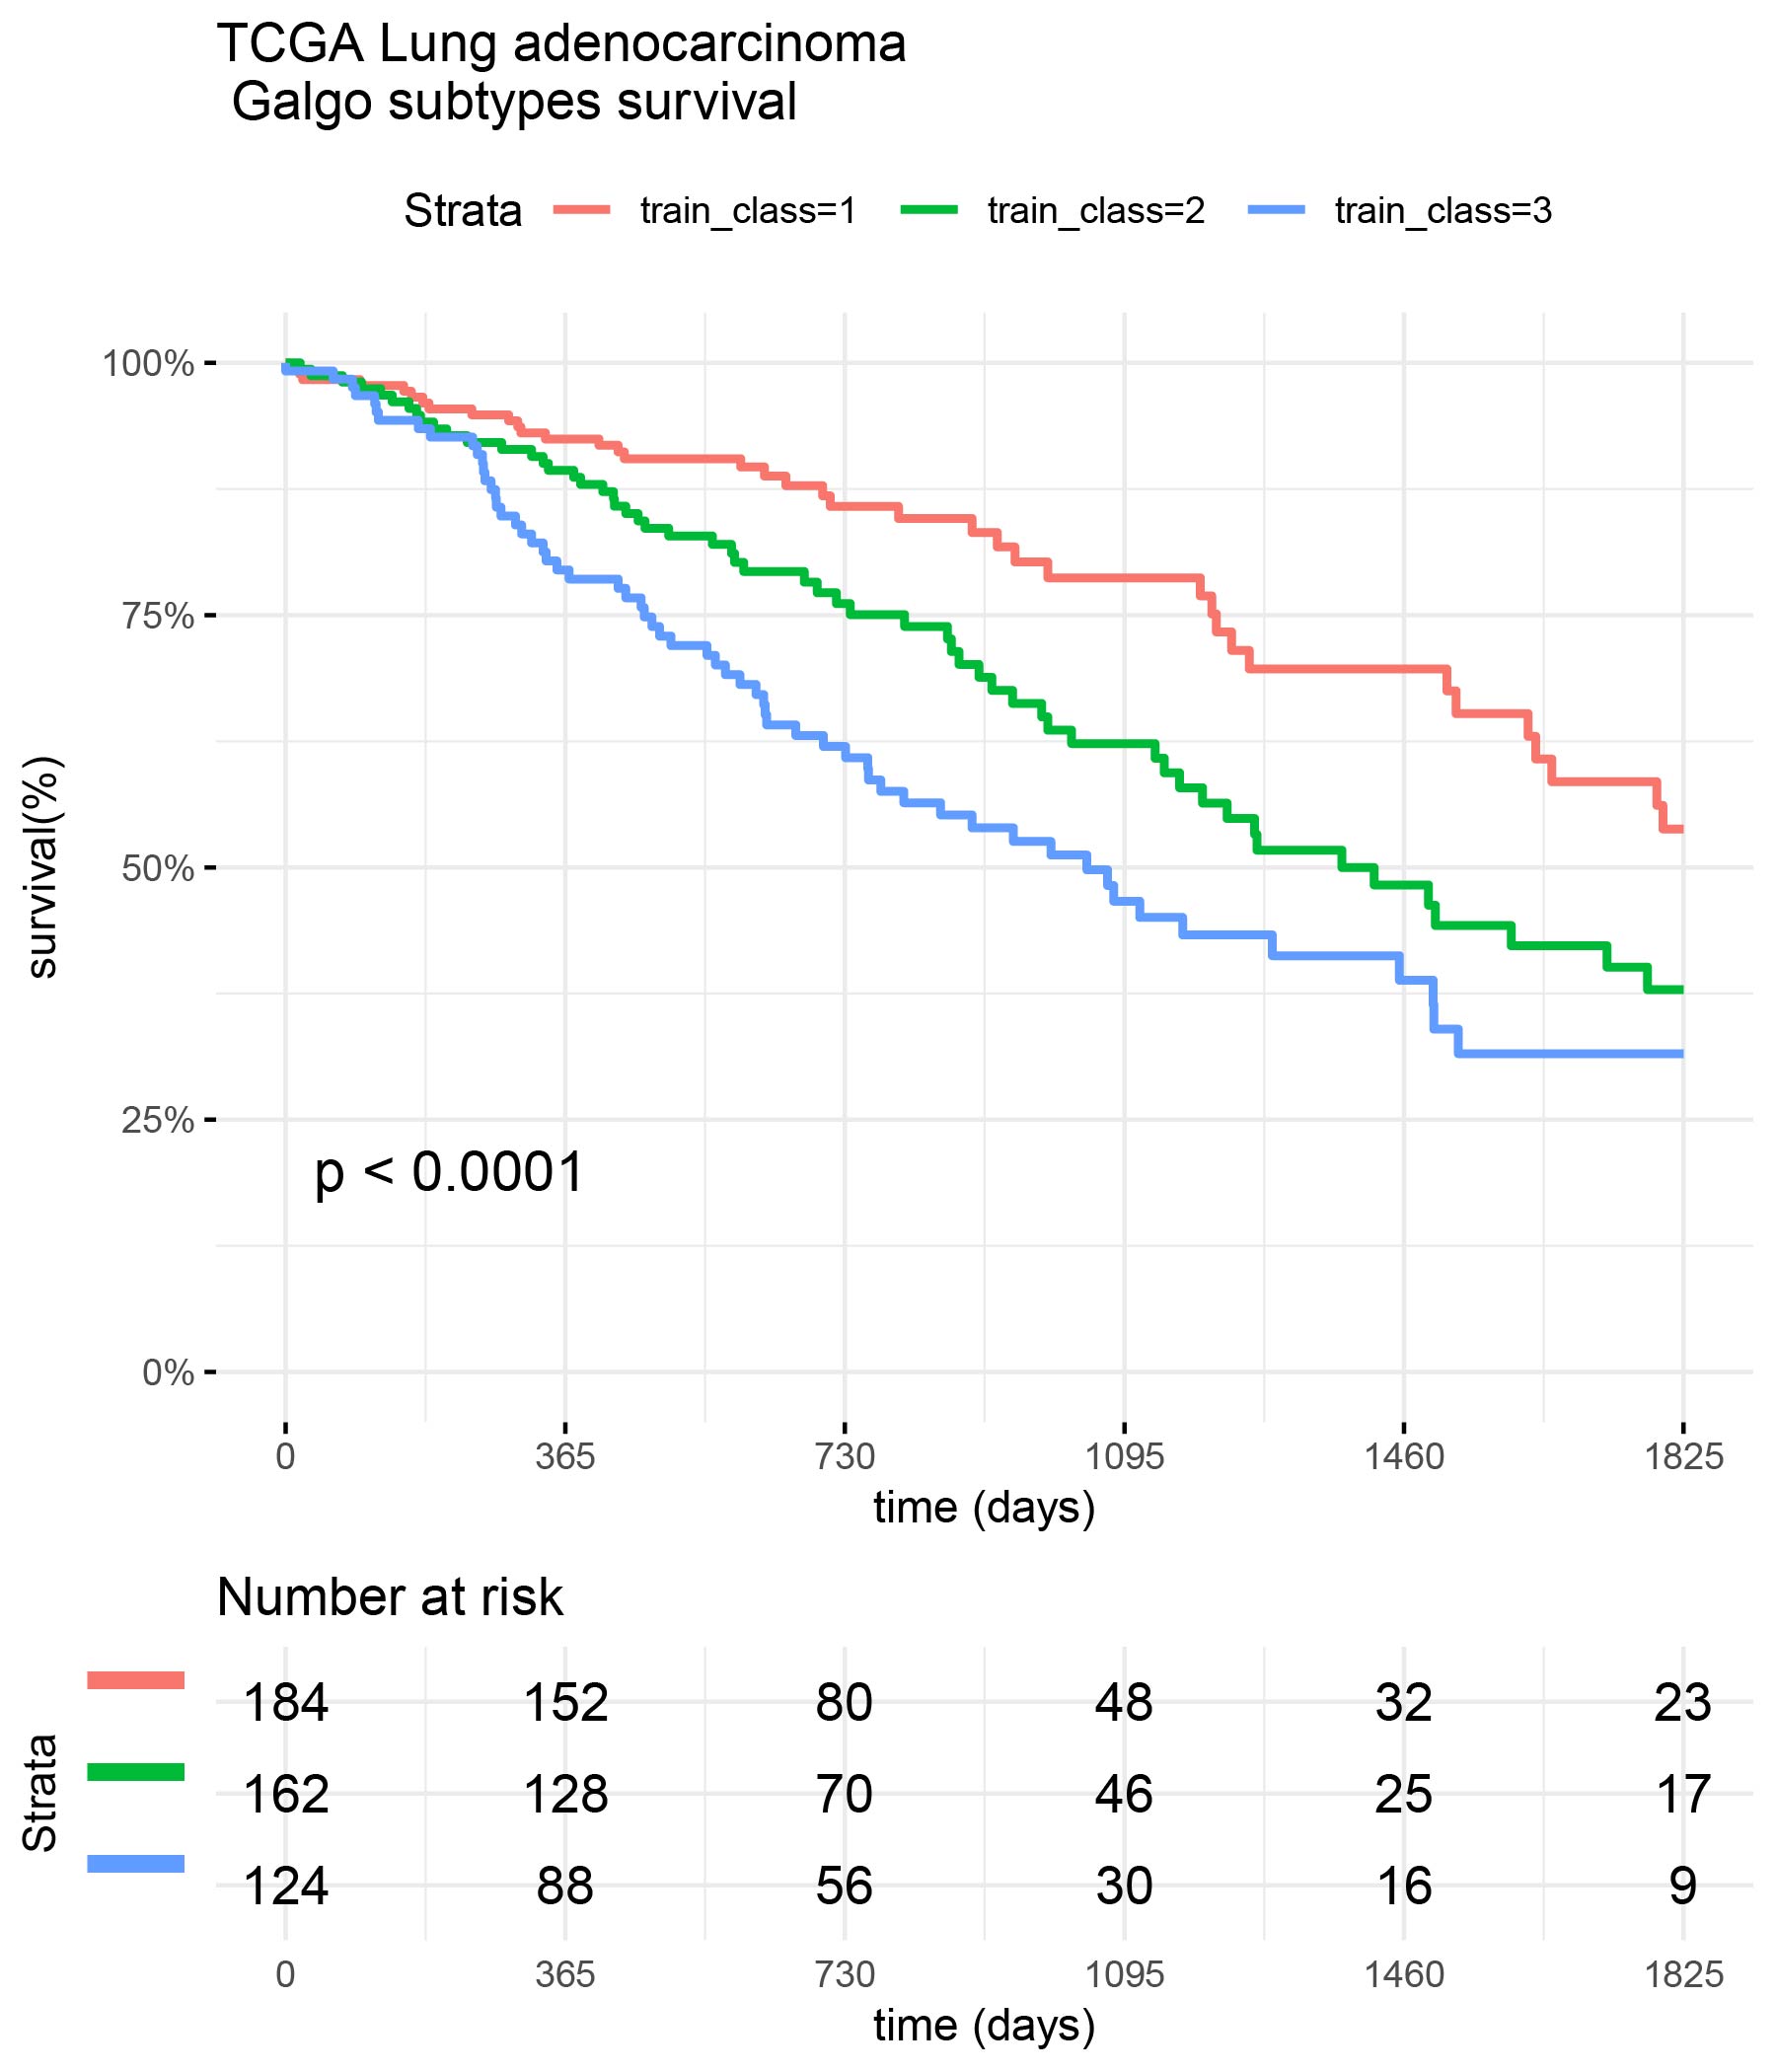 TCGA Lung adenocarcinoma
Galgo subtypes survival
Strata train_class=1 train_class=2 train_class=3
survival(%)
100%
75%
50%
25%
0%
p < 0.0001
0 365 730 1095 1460 1825
time (days)
Number at risk
Strata
184 152 80 48 32 23
162 128 70 46 25 17
124 88 56 30 16 9
0 365 730 1095 1460 1825
time (days)